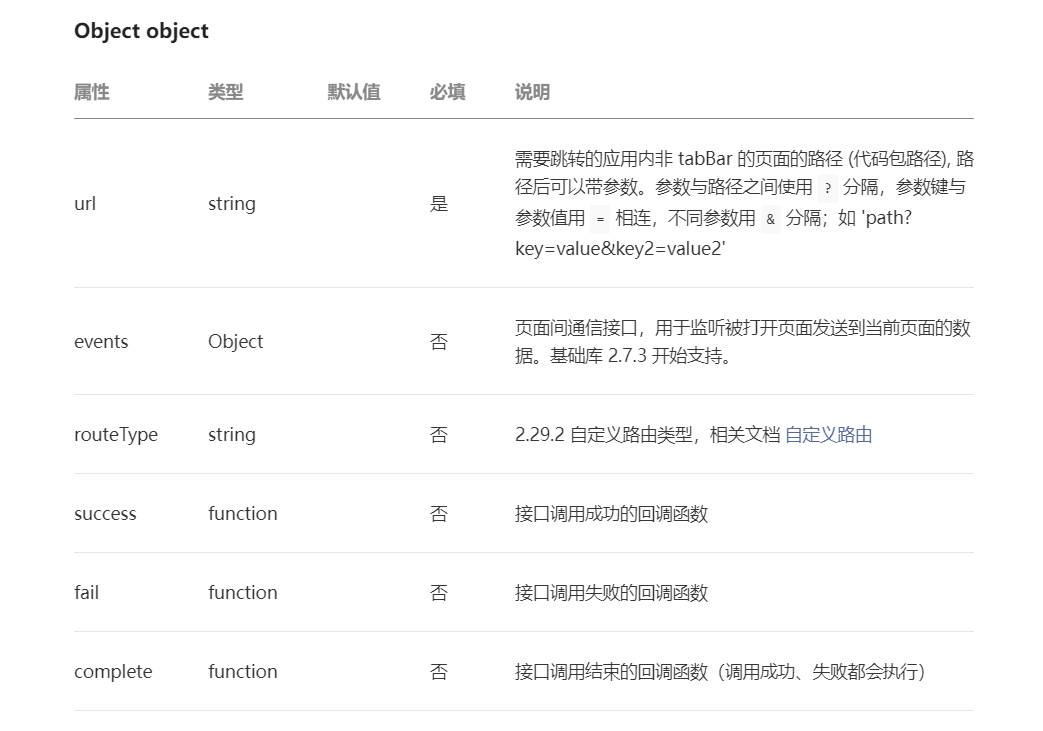 Object object
属性 类型 默认值 必填 说明
需要跳转的应用内非 tabBar 的页面的路径 (代码包路径), 路
径后可以带参数。参数与路径之间使用 ? 分隔，参数键与
url string 是
参数值用 = 相连，不同参数用 & 分隔；如 'path?
key=value&key2=value2'
页面间通信接口，用于监听被打开页面发送到当前页面的数
events Object 否
据。基础库 2.7.3 开始支持。
routeType string 否 2.29.2 自定义路由类型，相关文档 自定义路由
success function 否 接口调用成功的回调函数
fail function 否 接口调用失败的回调函数
complete function 否 接口调用结束的回调函数（调用成功、失败都会执行）